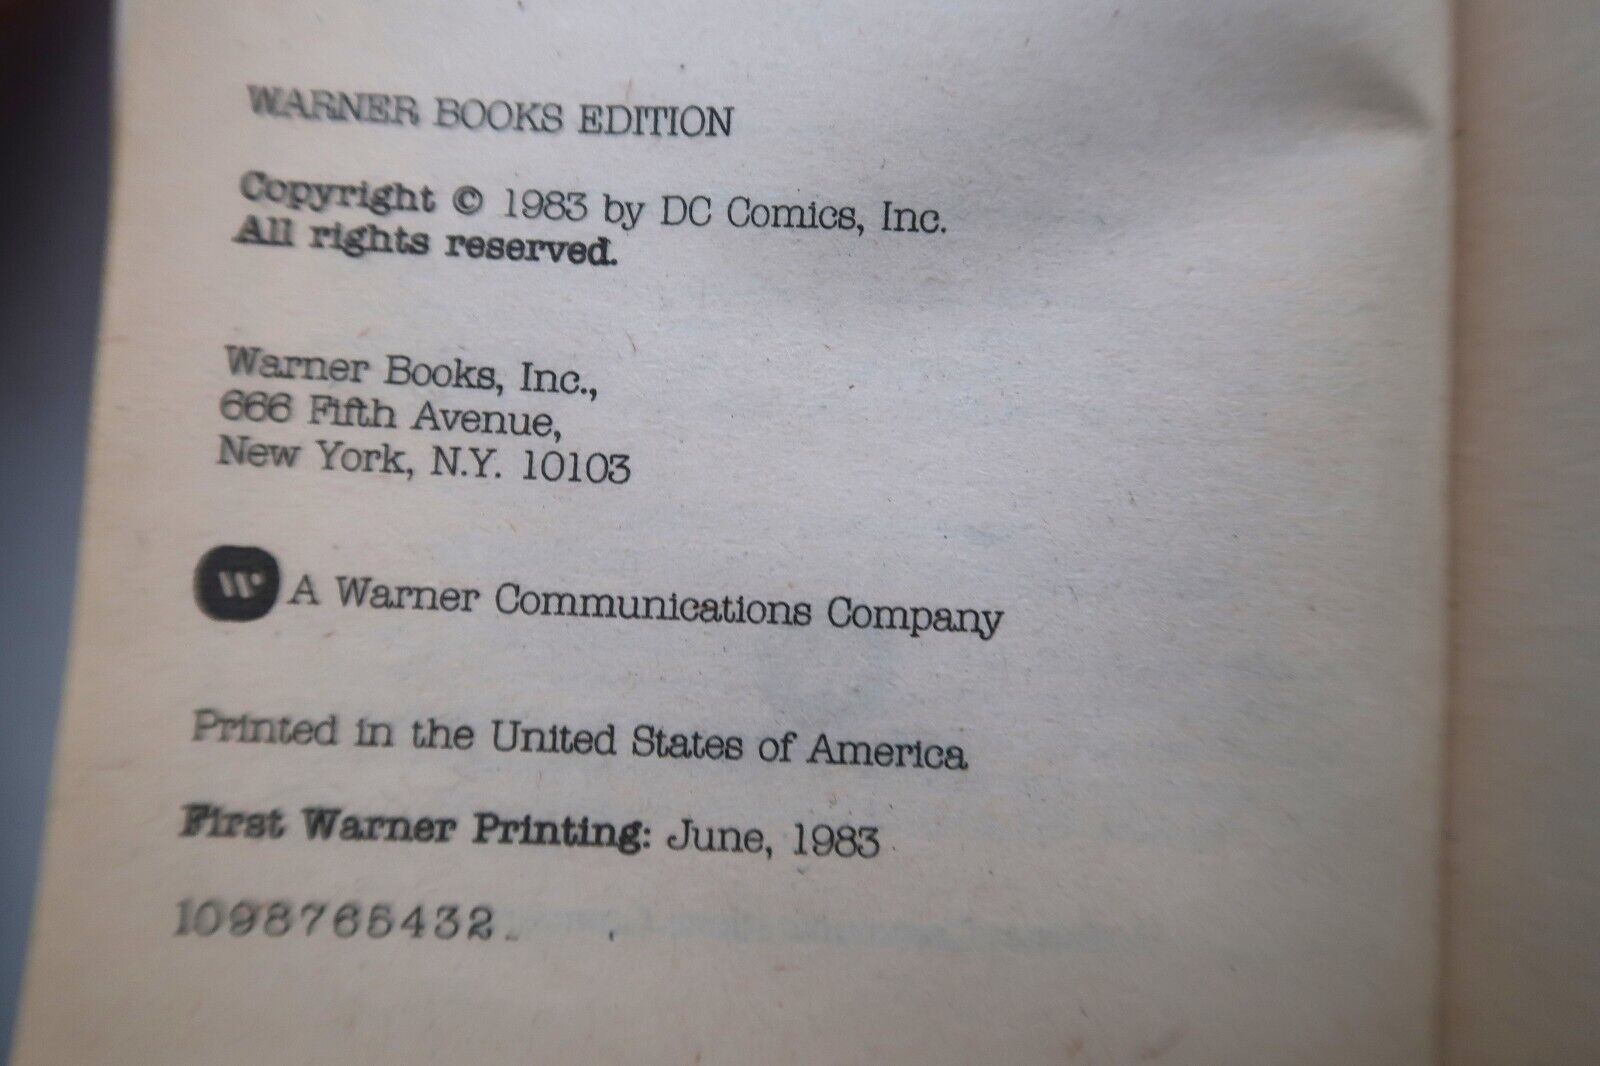 WARNER BOOKS EDITION
Copyright © 1983 by DC Comics, Inc.
All rights reserved.
Warner Books, Inc.,
666 Fifth Avenue,
New York, N.Y. 10103
A Warner Communications Company
Printed in the United States of America
First Warner Printing: June, 1983
1098765432